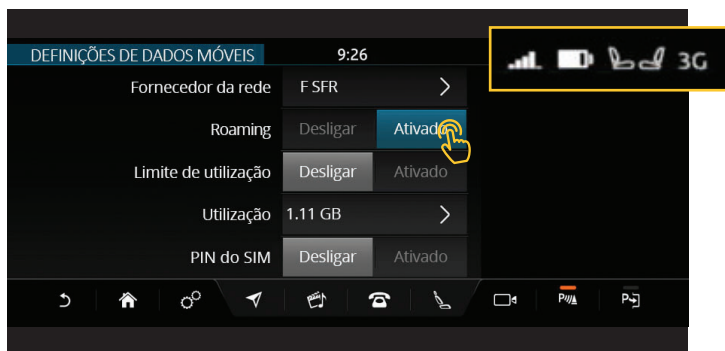 DEFINIÇÕES DE DADOS MÓVEIS 9:26
3G
Fornecedor da rede F SFR
Roaming Desligar Ativado
Limite de utilização Desligar Ativado
Utilização 1.11 GB
PIN do SIM Desligar Ativado